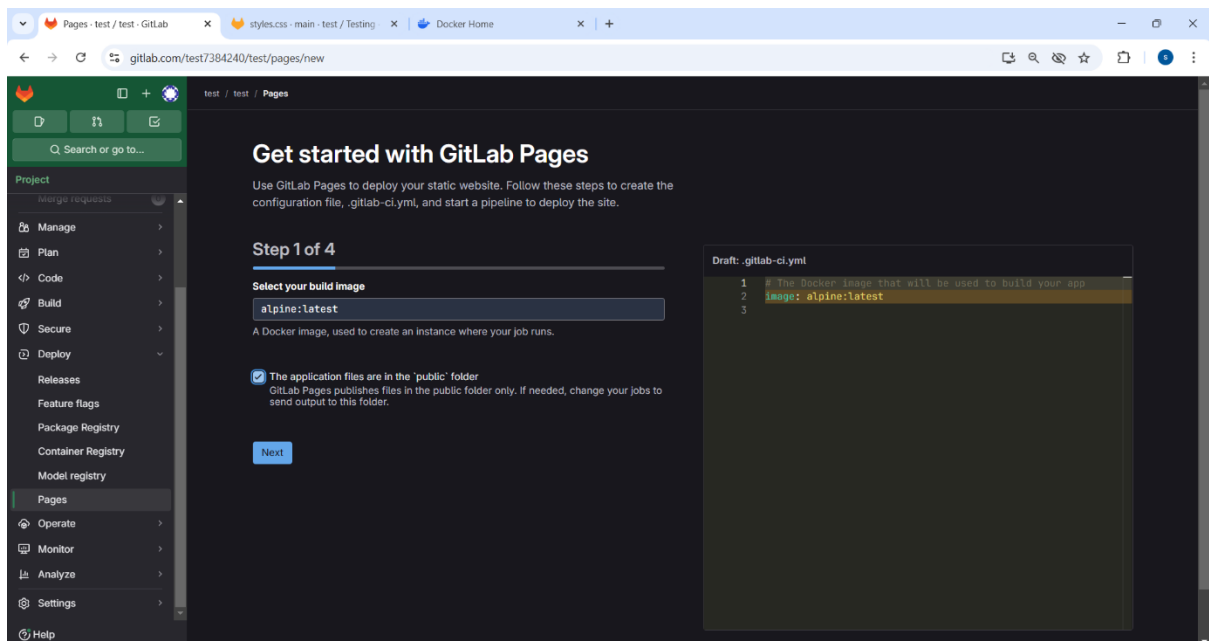 Pages · test / test · GitLab
styles.css · main · test / Testing
Docker Home
gitlab.com/test7384240/test/pages/new
s
test / test / Pages
Search or go to...
Project
Merge requests
Manage
Plan
Code
Build
Secure
Deploy
Releases
Feature flags
Package Registry
Container Registry
Model registry
Pages
Operate
Monitor
Analyze
Settings
Help
Get started with GitLab Pages
Use GitLab Pages to deploy your static website. Follow these steps to create the
configuration file, .gitlab-ci.yml, and start a pipeline to deploy the site.
Step 1 of 4
Select your build image
alpine:latest
A Docker image, used to create an instance where your job runs.
The application files are in the `public` folder
GitLab Pages publishes files in the public folder only. If needed, change your jobs to
send output to this folder.
Next
Draft: .gitlab-ci.yml
1 # The Docker image that will be used to build your app
2 image: alpine:latest
3